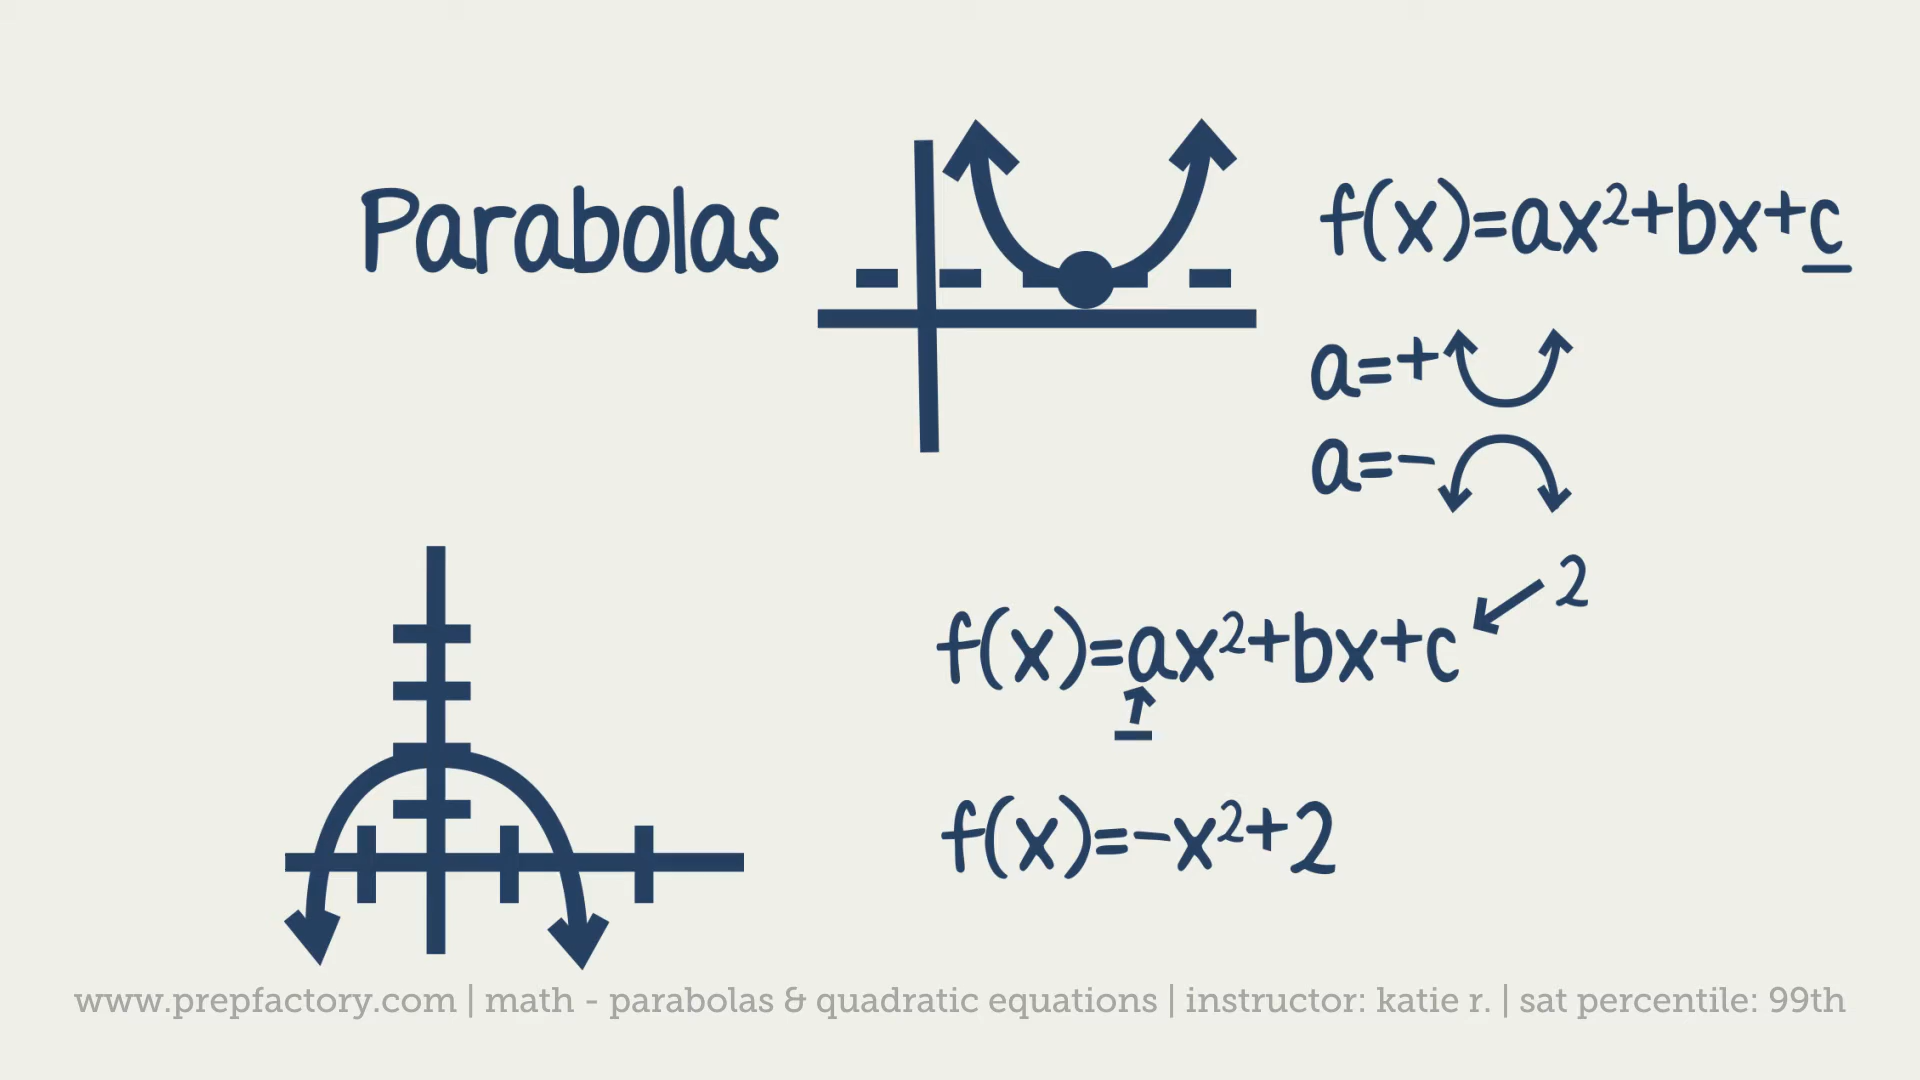 Parabolas
f(x)=ax²+bx+c
a=+
a=-
2
f(x)=ax²+bx+c
-
f(x)=-x²+2
www.prepfactory.com | math - parabolas & quadratic equations | instructor: katie r. | sat percentile: 99th